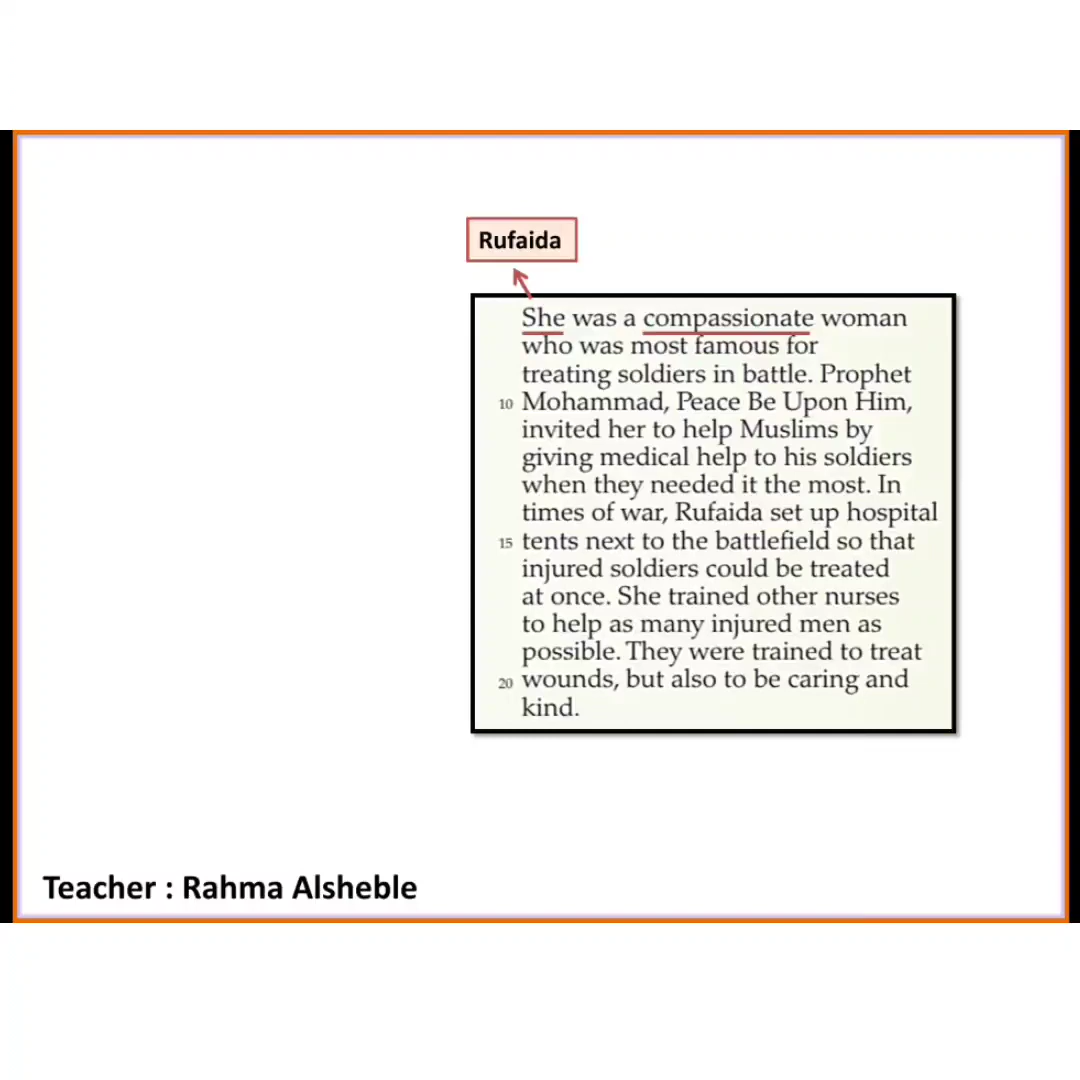 Rufaida
She was a compassionate woman
who was most famous for
treating soldiers in battle. Prophet
10 Mohammad, Peace Be Upon Him,
invited her to help Muslims by
giving medical help to his soldiers
when they needed it the most. In
times of war, Rufaida set up hospital
15 tents next to the battlefield so that
injured soldiers could be treated
at once. She trained other nurses
to help as many injured men as
possible. They were trained to treat
20 wounds, but also to be caring and
kind.
Teacher : Rahma Alsheble